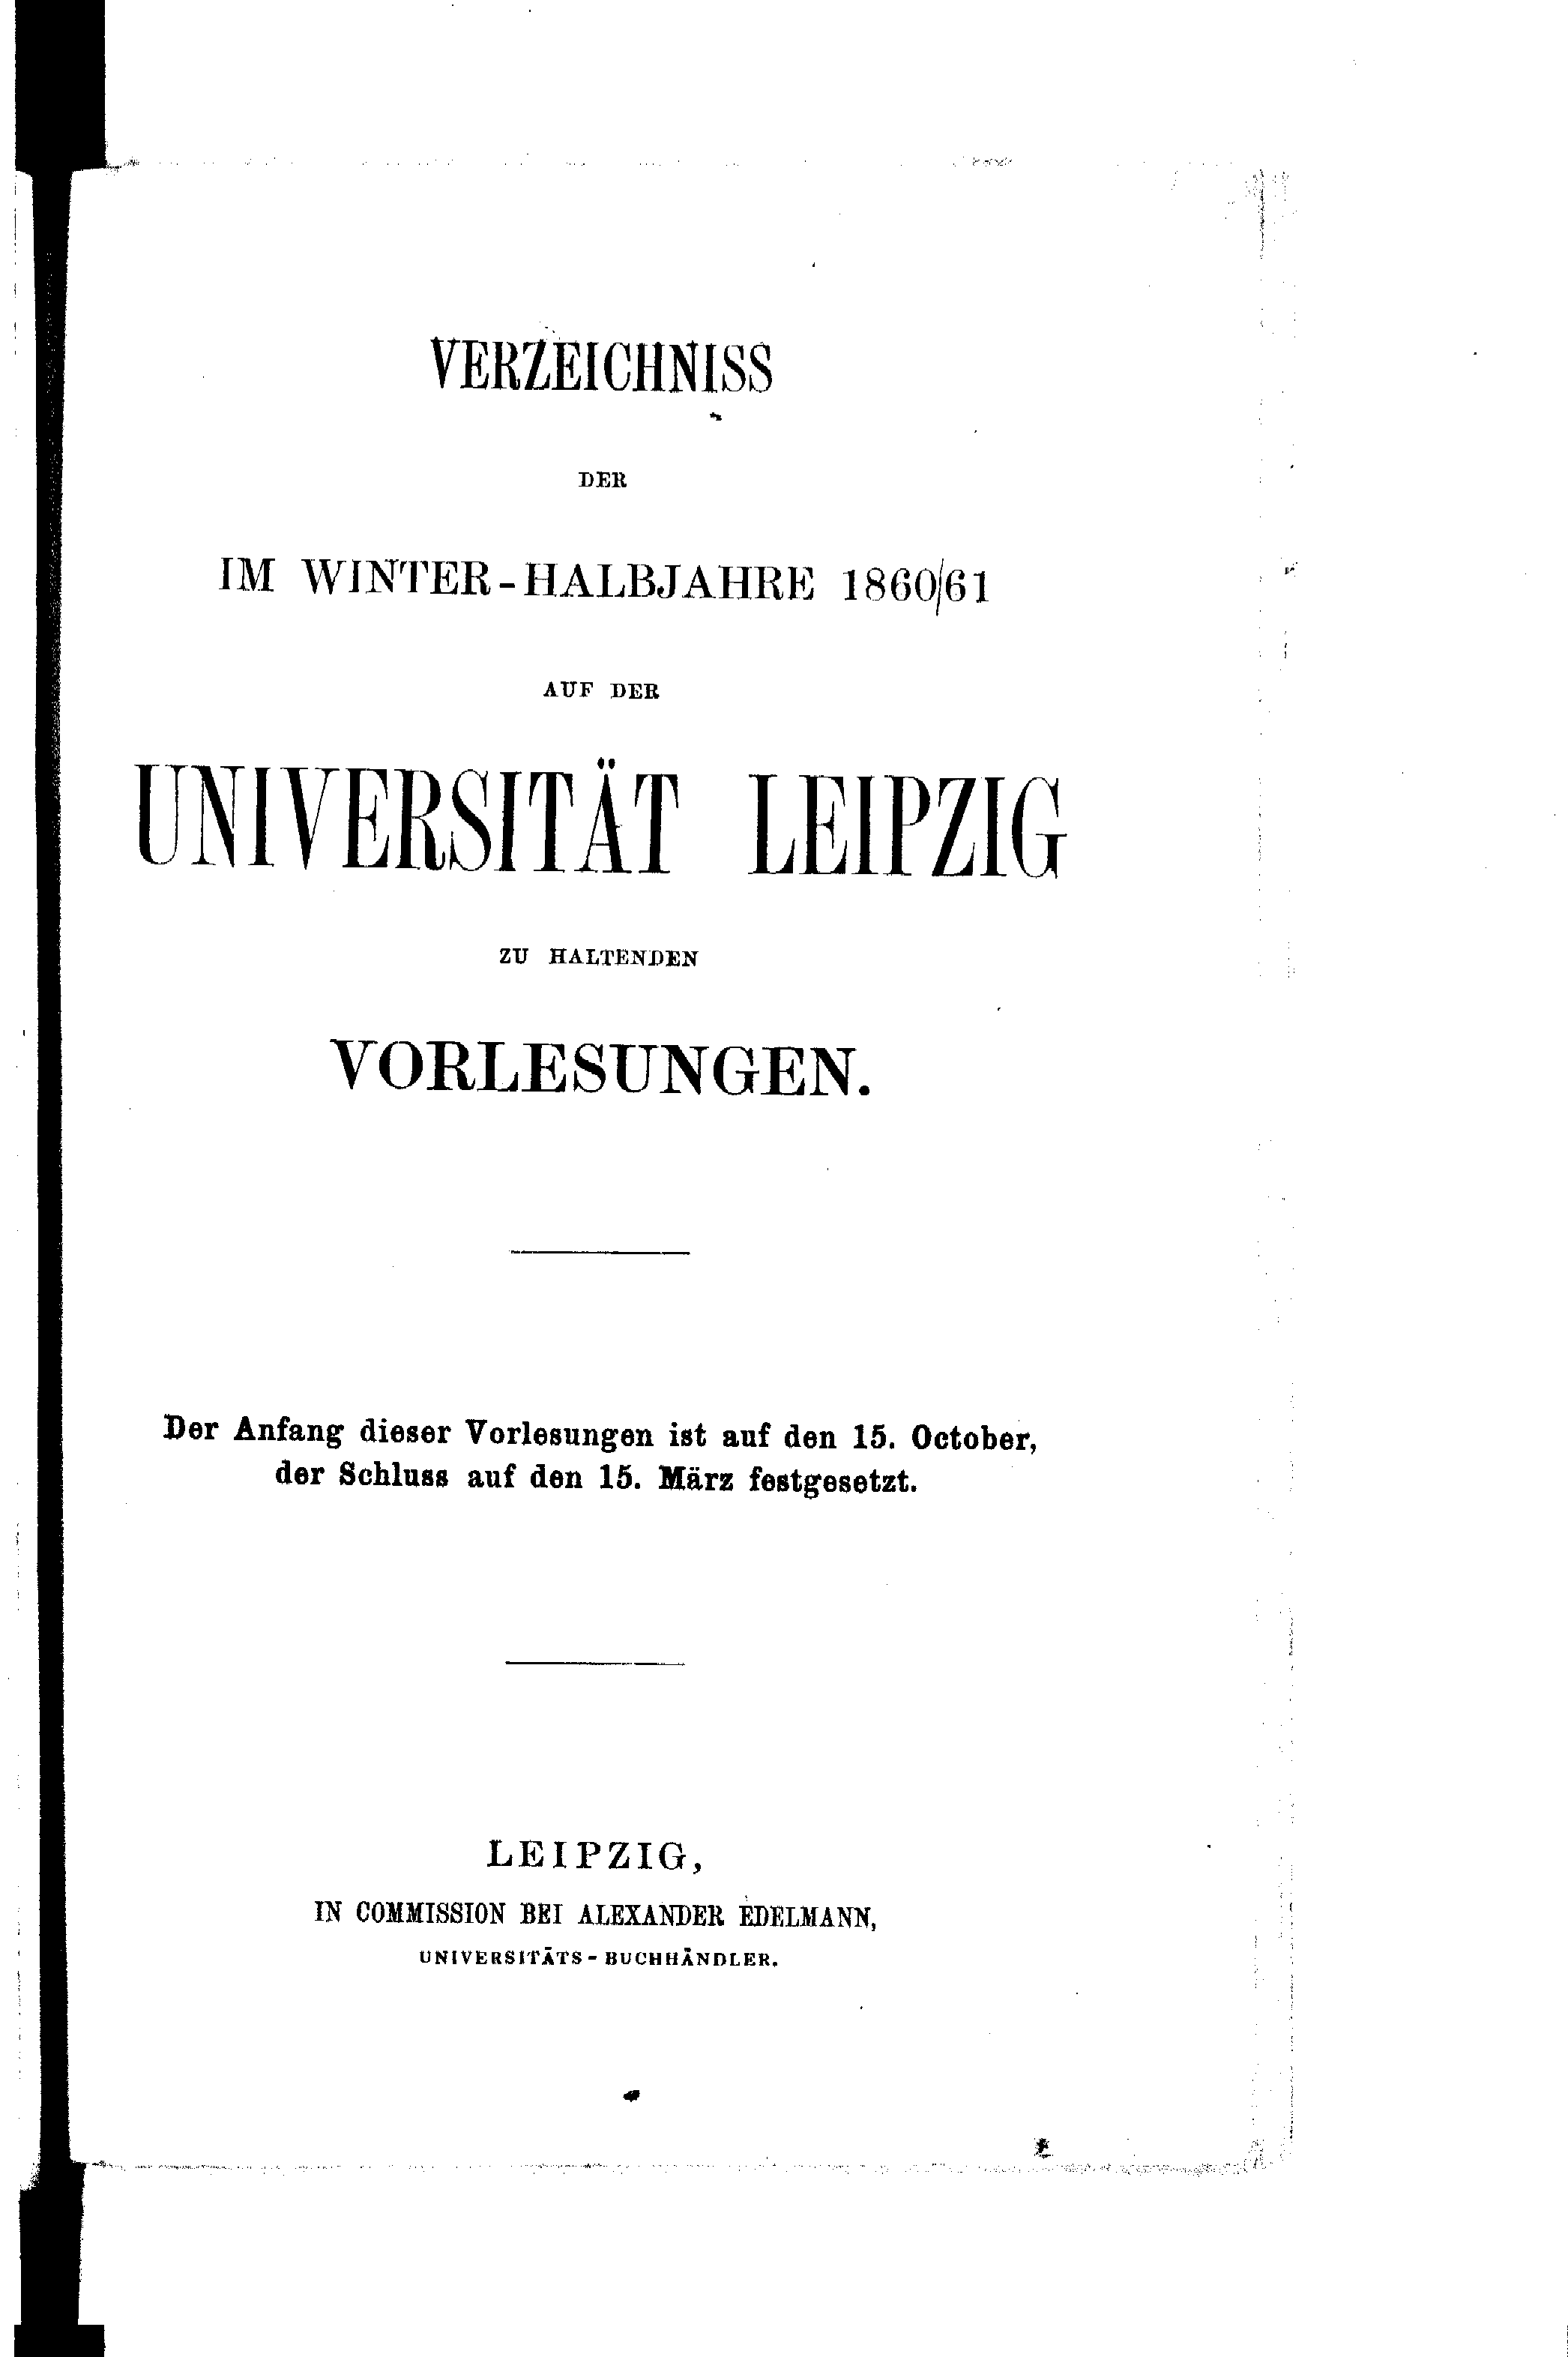 VERZEICHNISS
DER
IM WINTER-HALBJAHRE 1860/61
AUF DER
UNIVERSITÄT LEIPZIG
ZU HALTENDEN
VORLESUNGEN.
Der Anfang dieser Vorlesungen ist auf den 15. October,
der Schluss auf den 15. März festgesetzt.
LEIPZIG,
IN COMMISSION BEI ALEXANDER EDELMANN,
UNIVERSITÄTS-BUCHHÄNDLER.